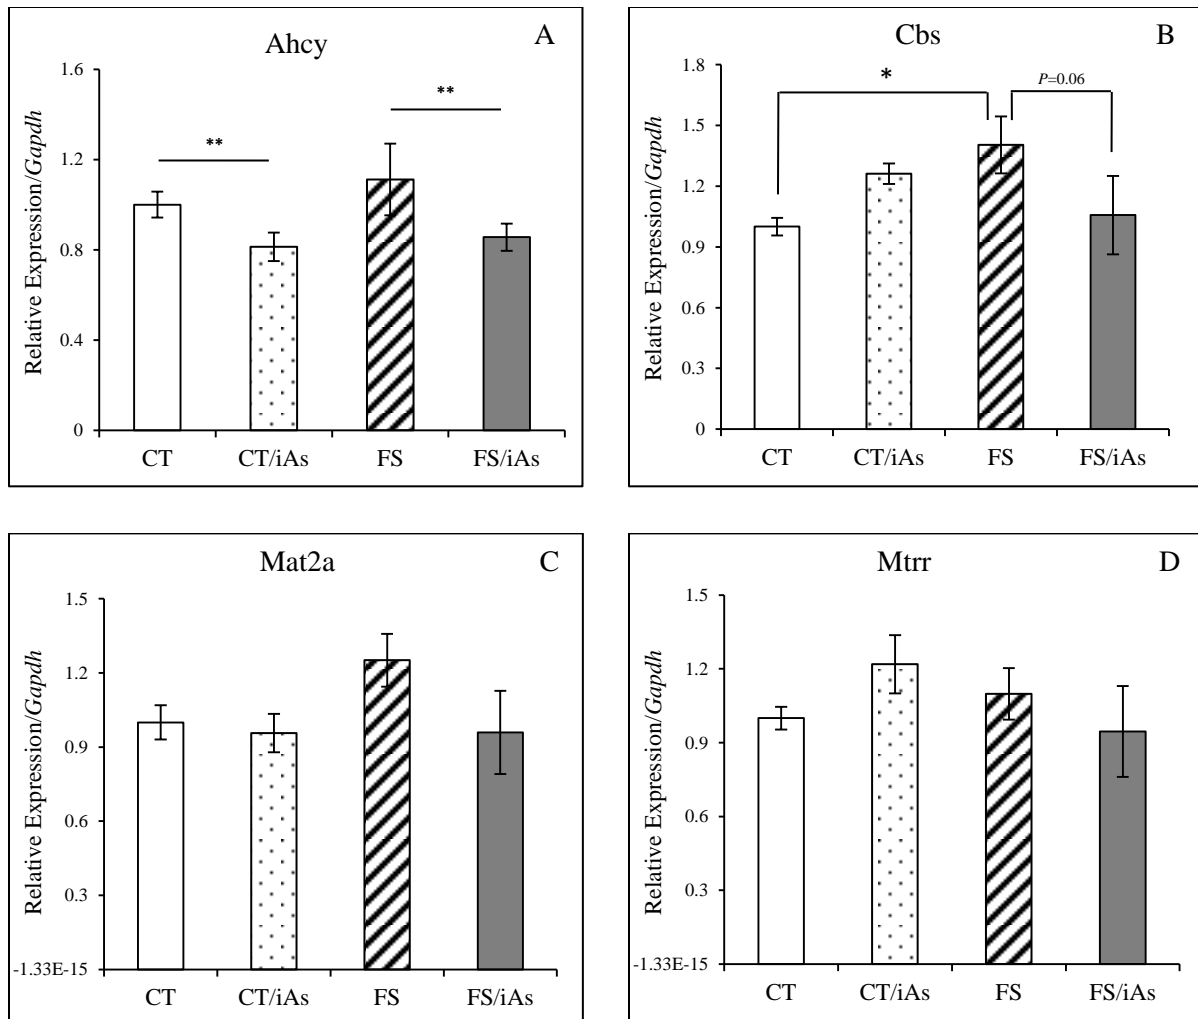 Ahcy
A
Relative Expression/Gapdh
1.6
1.2
0.8
0.4
0
**
**
CT
CT/iAs
FS
FS/iAs
Cbs
B
Relative Expression/Gapdh
1.8
1.5
1.2
0.9
0.6
0.3
0
*
P=0.06
CT
CT/iAs
FS
FS/iAs
Mat2a
C
Relative Expression/Gapdh
1.5
1.2
0.9
0.6
0.3
-1.33E-15
CT
CT/iAs
FS
FS/iAs
Mtrr
D
Relative Expression/Gapdh
1.5
1.2
0.9
0.6
0.3
-1.33E-15
CT
CT/iAs
FS
FS/iAs